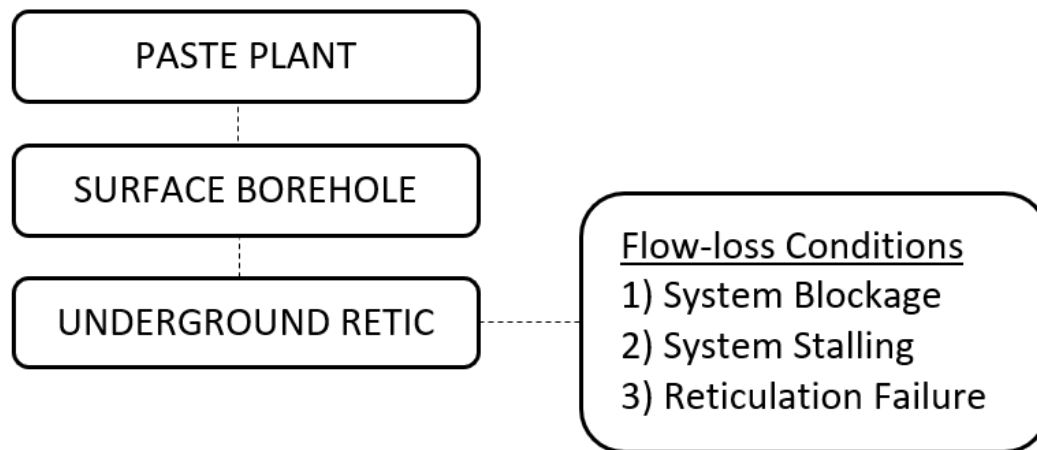 PASTE PLANT
SURFACE BOREHOLE
UNDERGROUND RETIC
Flow-loss Conditions
1) System Blockage
2) System Stalling
3) Reticulation Failure